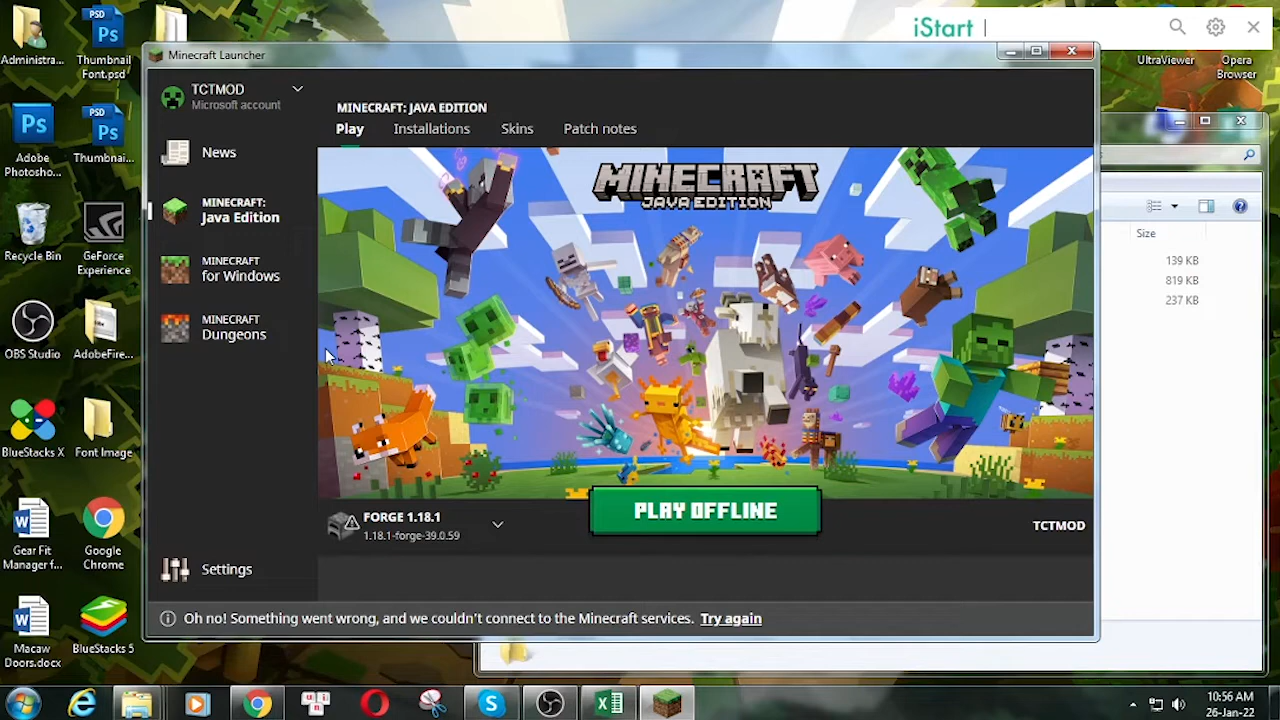 iStart
Administra...
PSD
Ps
Thumbnail
Font.psd
UltraViewer
Opera
Browser
Minecraft Launcher
TCTMOD
Microsoft account
MINECRAFT: JAVA EDITION
Play
Installations
Skins
Patch notes
News
MINECRAFT:
Java Edition
MINECRAFT
for Windows
MINECRAFT
Dungeons
Settings
MINECRAFT
JAVA EDITION
PLAY OFFLINE
FORGE 1.18.1
1.18.1-forge-39.0.59
TCTMOD
Oh no! Something went wrong, and we couldn't connect to the Minecraft services. Try again
Ps
Adobe
Photosho...
PSD
Ps
Thumbnai...
Recycle Bin
GeForce
Experience
OBS Studio
AdobeFire...
BlueStacks X
Font Image
W
Gear Fit
Manager f...
Google
Chrome
W
Macaw
Doors.docx
BlueStacks 5
Size
139 KB
819 KB
237 KB
10:56 AM
26-Jan-22